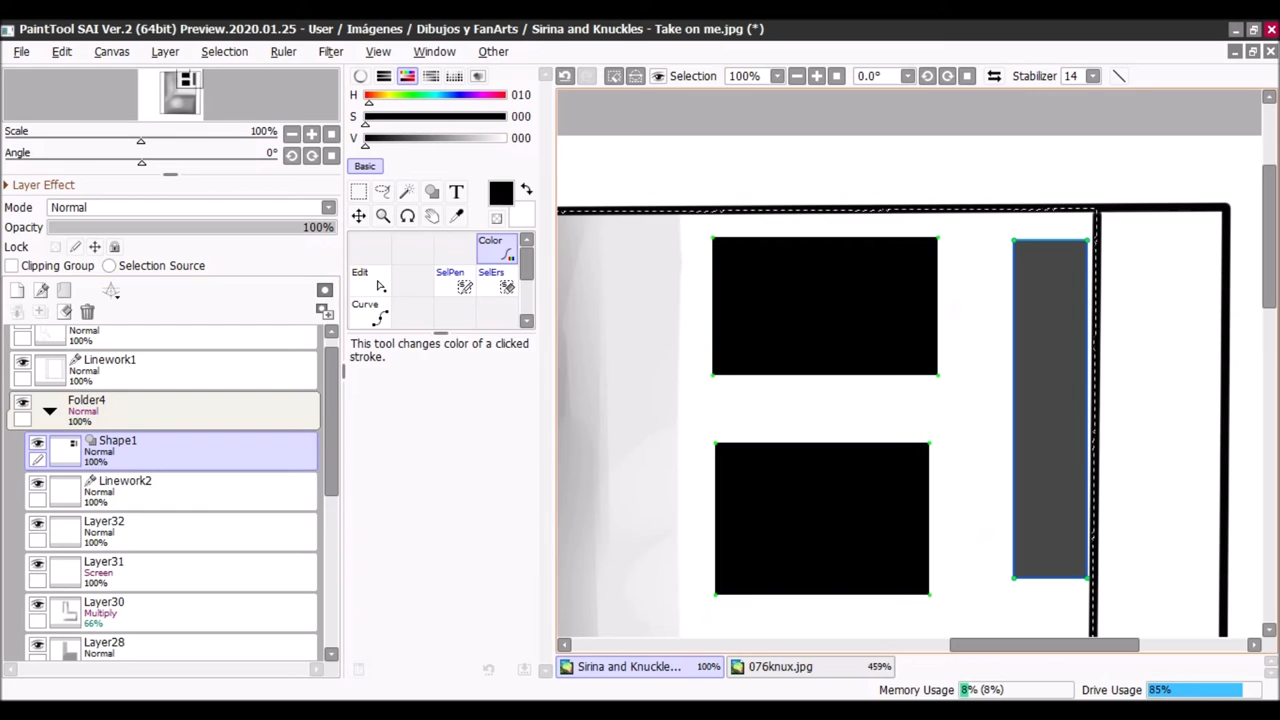 PaintTool SAI Ver.2 (64bit) Preview.2020.01.25 - User / Imágenes / Dibujos y FanArts / Sirina and Knuckles - Take on me.jpg (*)
File Edit Canvas Layer Selection Ruler Filter View Window Other
Selection 100% 0.0° Stabilizer 14
H 010
S 000
V 000
Scale 100%
Angle 0°
Basic
Layer Effect
Mode Normal
Opacity 100%
Lock
Clipping Group Selection Source
T
Color
Edit SelPen SelErs
Curve
This tool changes color of a clicked
stroke.
Normal
100%
Linework1
Normal
100%
Folder4
Normal
100%
Shape1
Normal
100%
Linework2
Normal
100%
Layer32
Normal
100%
Layer31
Screen
100%
Layer30
Multiply
66%
Layer28
Normal
Sirina and Knuckle... 100% 076knux.jpg 459%
Memory Usage 8% (8%) Drive Usage 85%